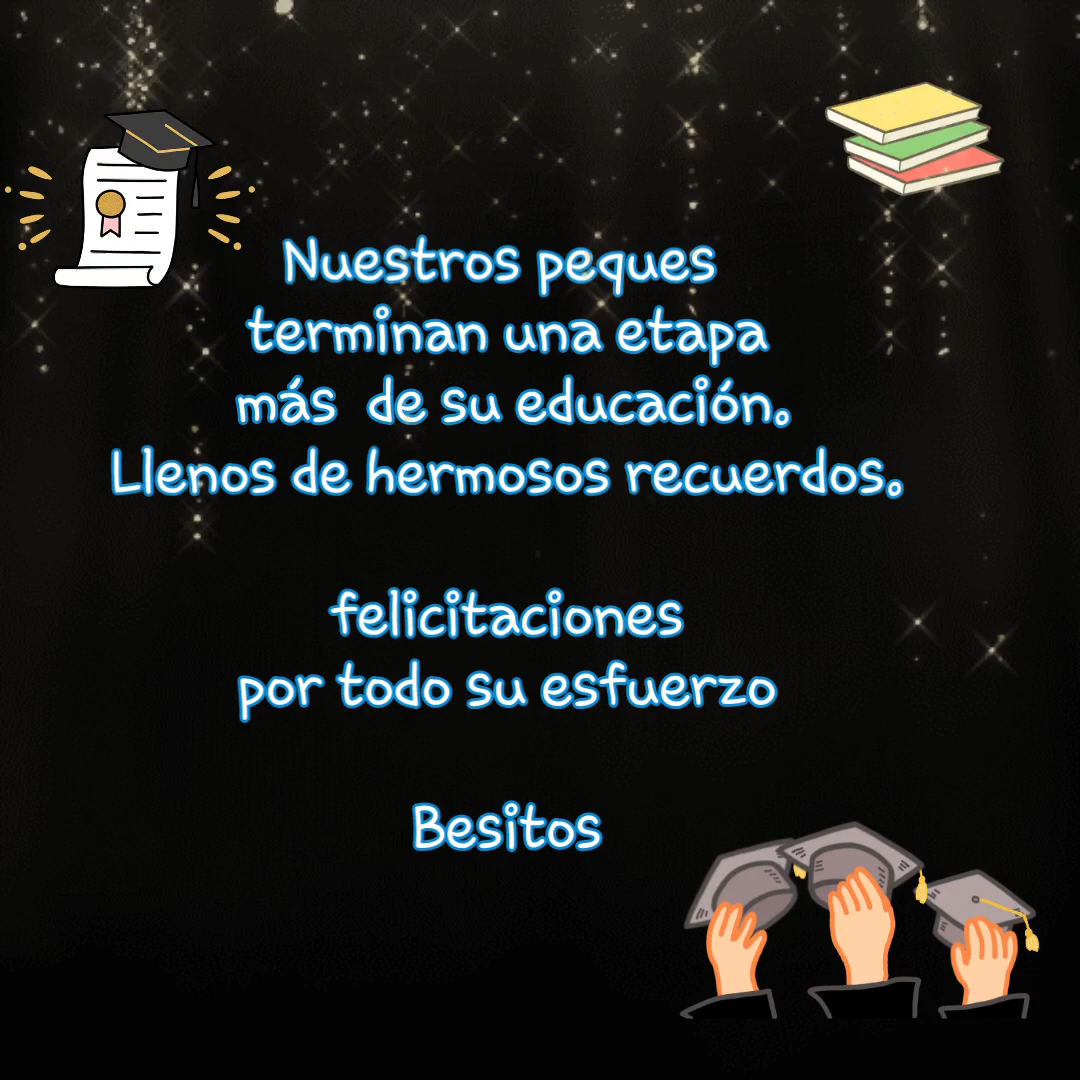 Nuestros peques
terminan una etapa
más de su educación.
Llenos de hermosos recuerdos.
felicitaciones
por todo su esfuerzo
Besitos